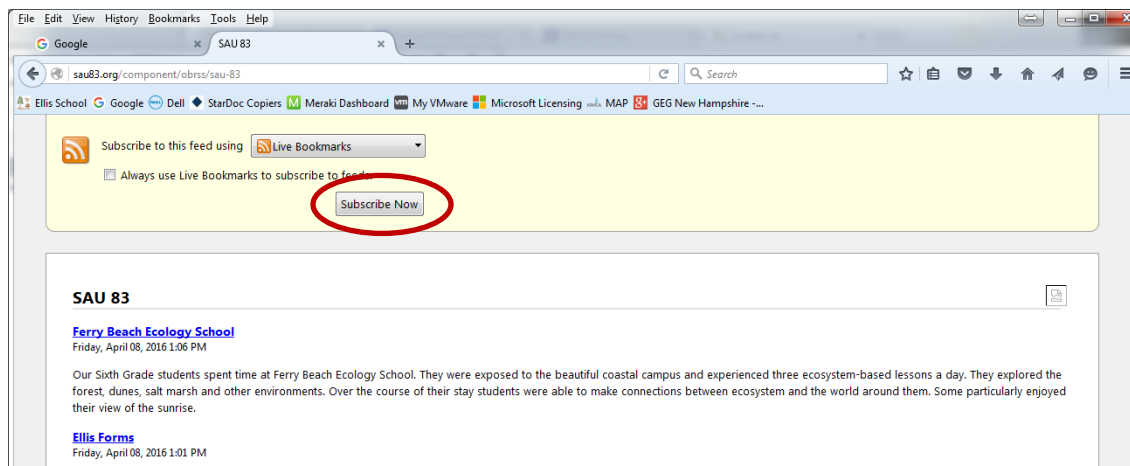 File Edit View History Bookmarks Tools Help
Google SAU 83
sau83.org/component/obrss/sau-83 Search
Ellis School Google Dell StarDoc Copiers Meraki Dashboard vm My VMware Microsoft Licensing MAP GEG New Hampshire -...
Subscribe to this feed using Live Bookmarks
Always use Live Bookmarks to subscribe to feeds.
Subscribe Now
SAU 83
Ferry Beach Ecology School
Friday, April 08, 2016 1:06 PM
Our Sixth Grade students spent time at Ferry Beach Ecology School. They were exposed to the beautiful coastal campus and experienced three ecosystem-based lessons a day. They explored the
forest, dunes, salt marsh and other environments. Over the course of their stay students were able to make connections between ecosystem and the world around them. Some particularly enjoyed
their view of the sunrise.
Ellis Forms
Friday, April 08, 2016 1:01 PM